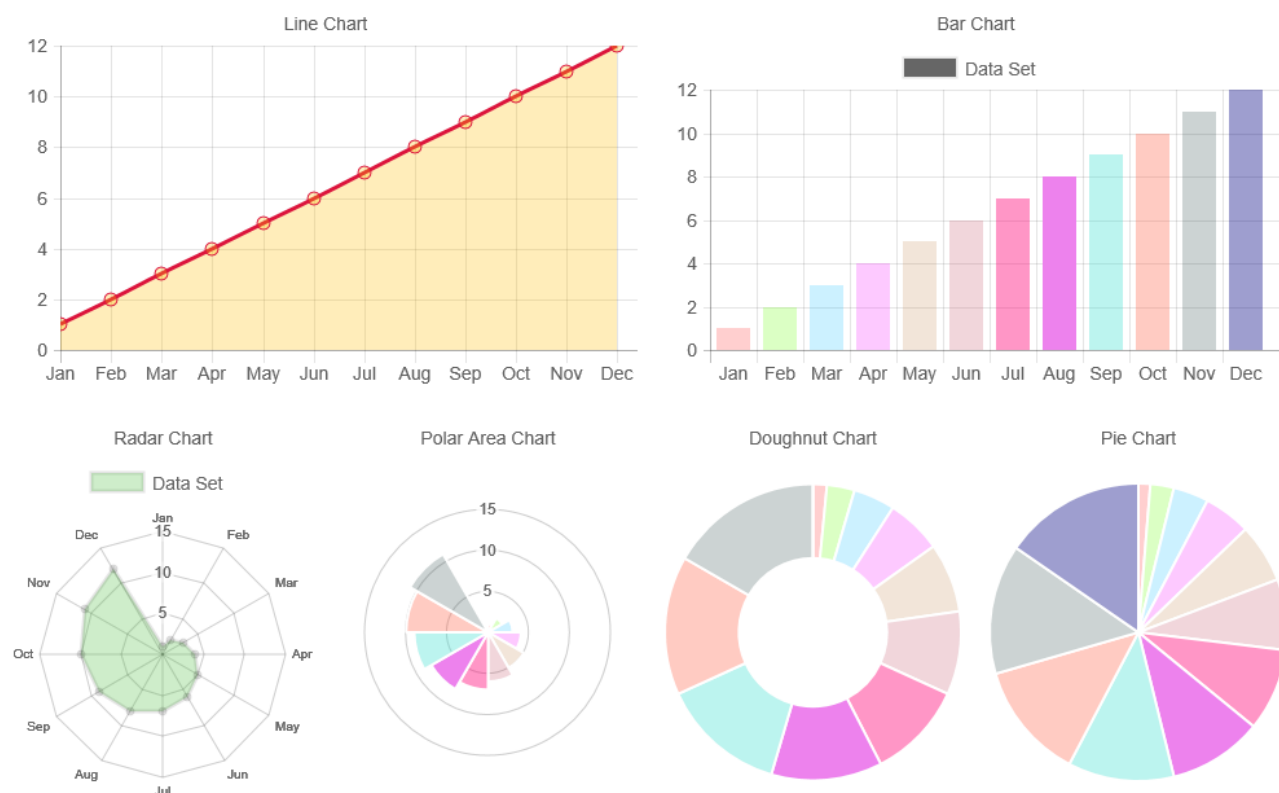 Line Chart
12
10
8
6
4
2
0
Jan Feb Mar Apr May Jun Jul Aug Sep Oct Nov Dec
Bar Chart
Data Set
12
10
8
6
4
2
0
Jan Feb Mar Apr May Jun Jul Aug Sep Oct Nov Dec
Radar Chart
Data Set
Jan
Feb
Mar
Apr
May
Jun
Jul
Aug
Sep
Oct
Nov
Dec
15
10
5
Polar Area Chart
15
10
5
Doughnut Chart
Pie Chart